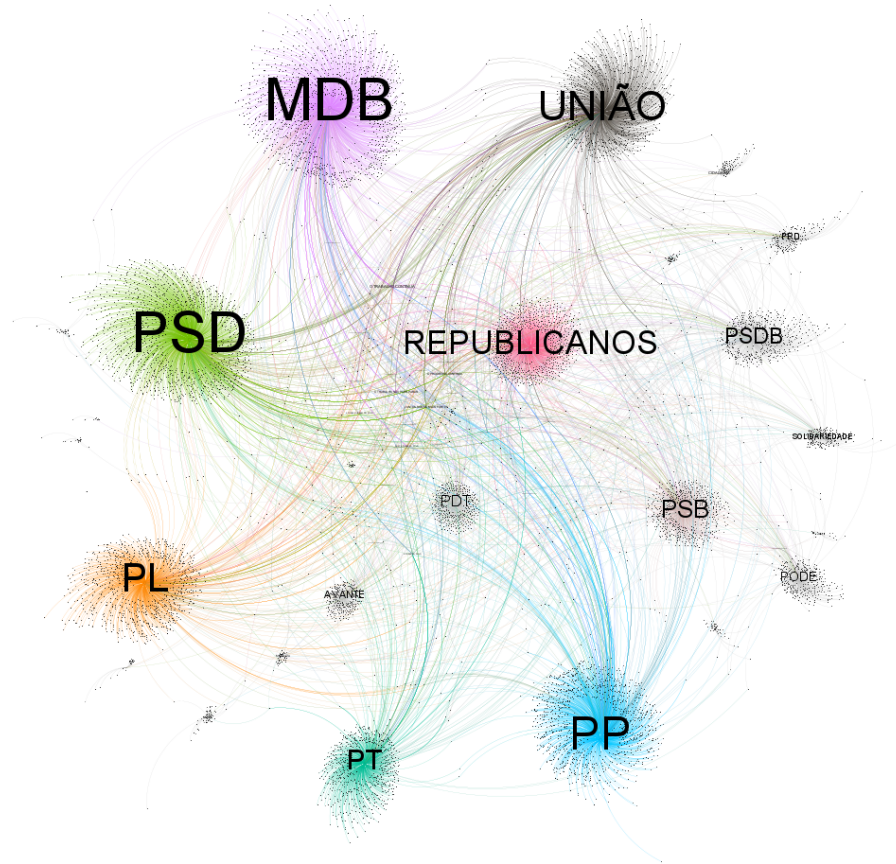 MDB
UNIÃO
PRD
PSD
REPUBLICANOS
PSDB
SOLIDARIEDADE
PDT
PSB
PL
AVANTE
PODE
PT
PP